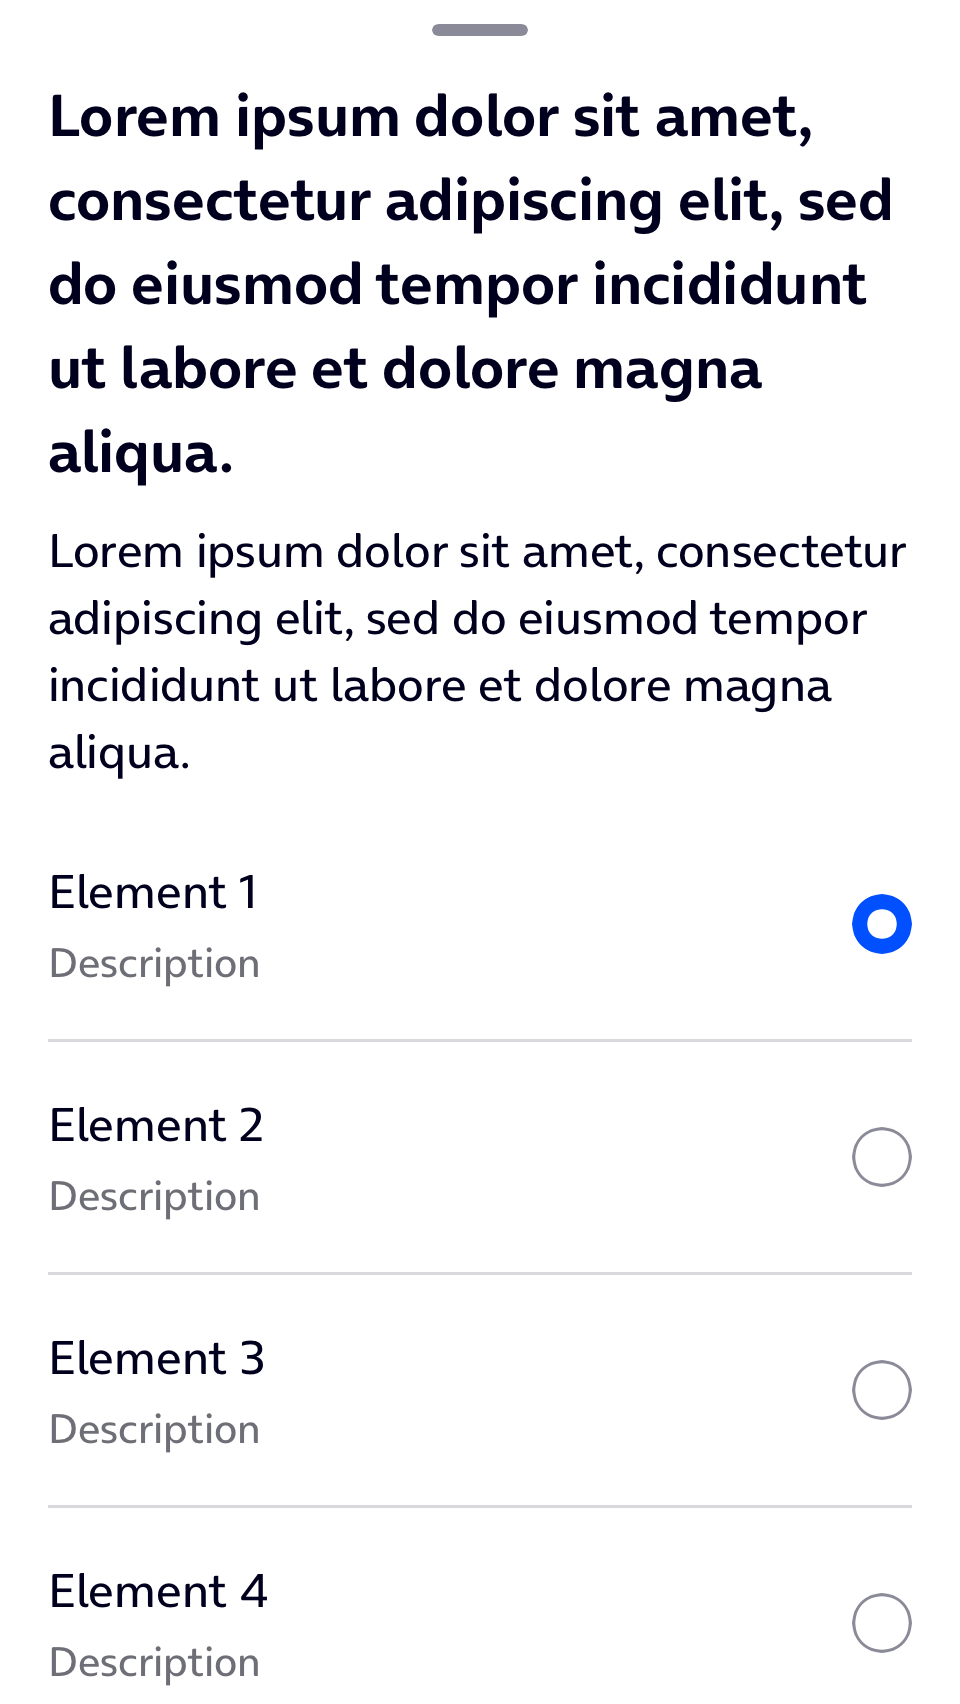 Lorem ipsum dolor sit amet,
consectetur adipiscing elit, sed
do eiusmod tempor incididunt
ut labore et dolore magna
aliqua.
Lorem ipsum dolor sit amet, consectetur
adipiscing elit, sed do eiusmod tempor
incididunt ut labore et dolore magna
aliqua.
Element 1
Description
Element 2
Description
Element 3
Description
Element 4
Description